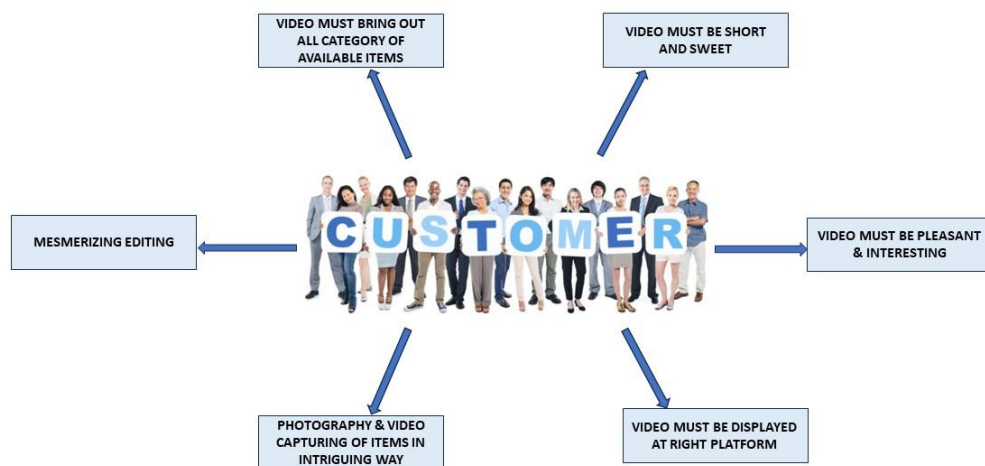 VIDEO MUST BRING OUT
ALL CATEGORY OF
AVAILABLE ITEMS
VIDEO MUST BE SHORT
AND SWEET
MESMERIZING EDITING
CUSTOMER
VIDEO MUST BE PLEASANT
& INTERESTING
PHOTOGRAPHY & VIDEO
CAPTURING OF ITEMS IN
INTRIGUING WAY
VIDEO MUST BE DISPLAYED
AT RIGHT PLATFORM